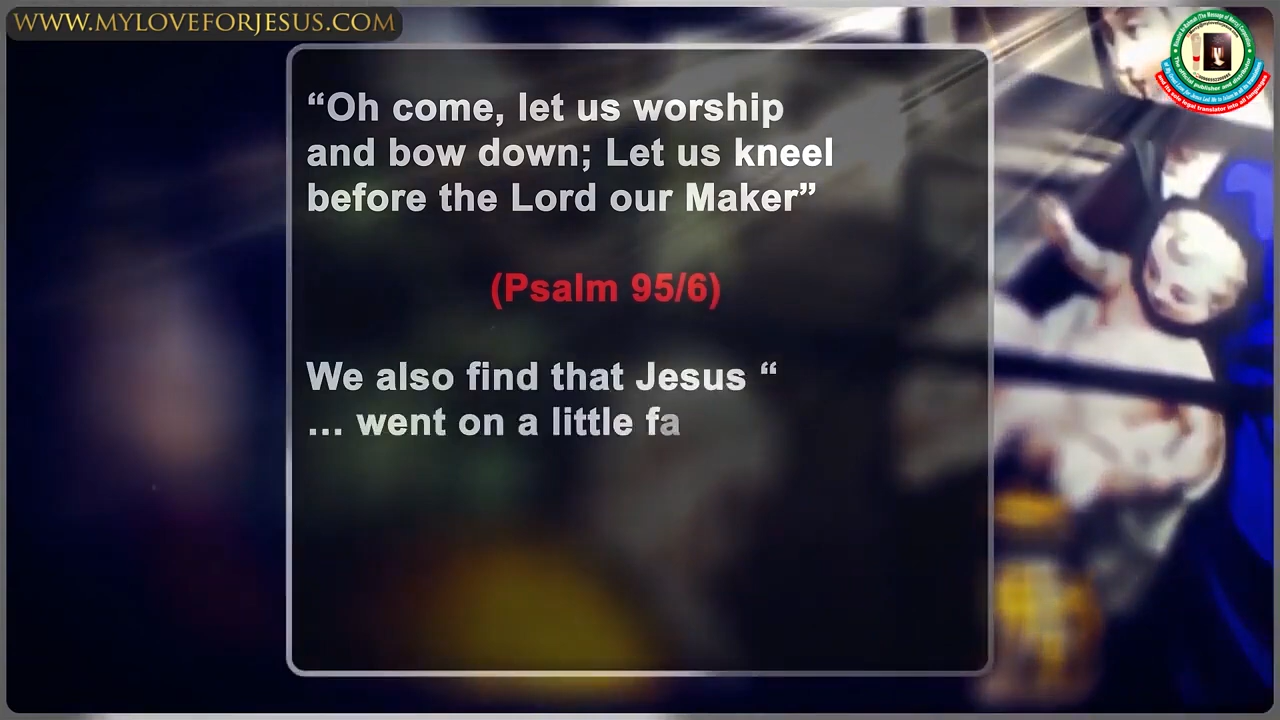 WWW.MYLOVEFORJESUS.COM
“Oh come, let us worship
and bow down; Let us kneel
before the Lord our Maker”
(Psalm 95/6)
We also find that Jesus “
... went on a little fa